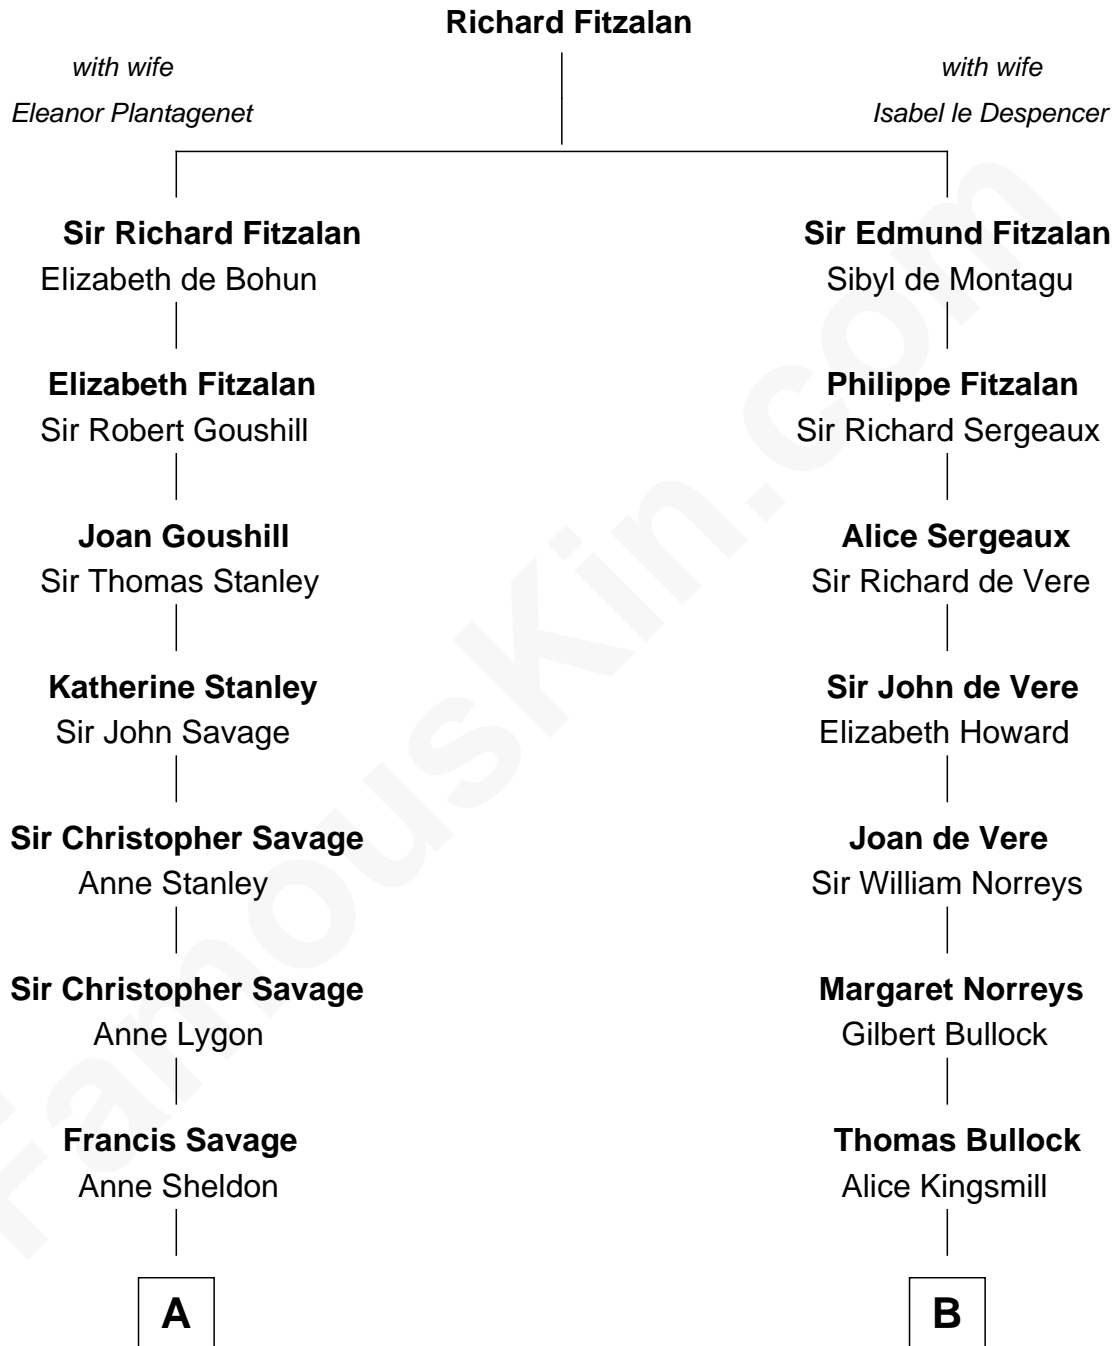 Richard Fitzalan
with wife
Eleanor Plantagenet
with wife
Isabel le Despencer
Sir Richard Fitzalan
Elizabeth de Bohun
Sir Edmund Fitzalan
Sibyl de Montagu
Elizabeth Fitzalan
Sir Robert Goushill
Philippe Fitzalan
Sir Richard Sergeaux
Joan Goushill
Sir Thomas Stanley
Alice Sergeaux
Sir Richard de Vere
Katherine Stanley
Sir John Savage
Sir John de Vere
Elizabeth Howard
Sir Christopher Savage
Anne Stanley
Joan de Vere
Sir William Norreys
Sir Christopher Savage
Anne Lygon
Margaret Norreys
Gilbert Bullock
Francis Savage
Anne Sheldon
Thomas Bullock
Alice Kingsmill
A
B
FamousKin.com